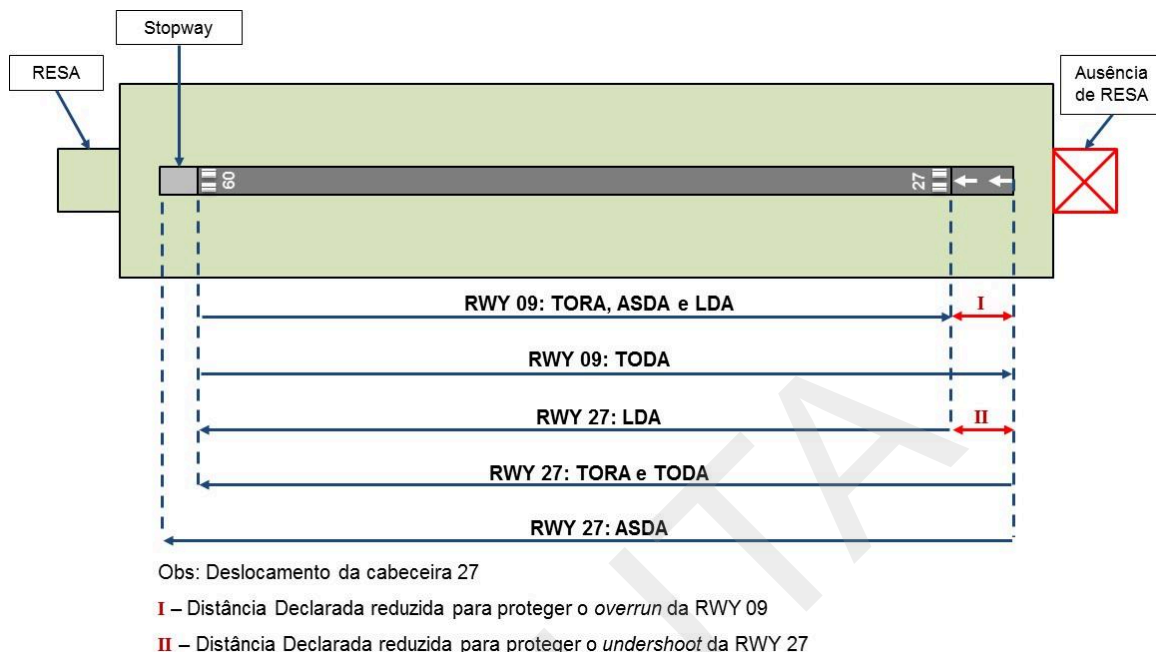 Stopway
RESA
Ausência
de RESA
09
27
RWY 09: TORA, ASDA e LDA
I
RWY 09: TODA
RWY 27: LDA
II
RWY 27: TORA e TODA
RWY 27: ASDA
Obs: Deslocamento da cabeceira 27
I – Distância Declarada reduzida para proteger o overrun da RWY 09
II – Distância Declarada reduzida para proteger o undershoot da RWY 27